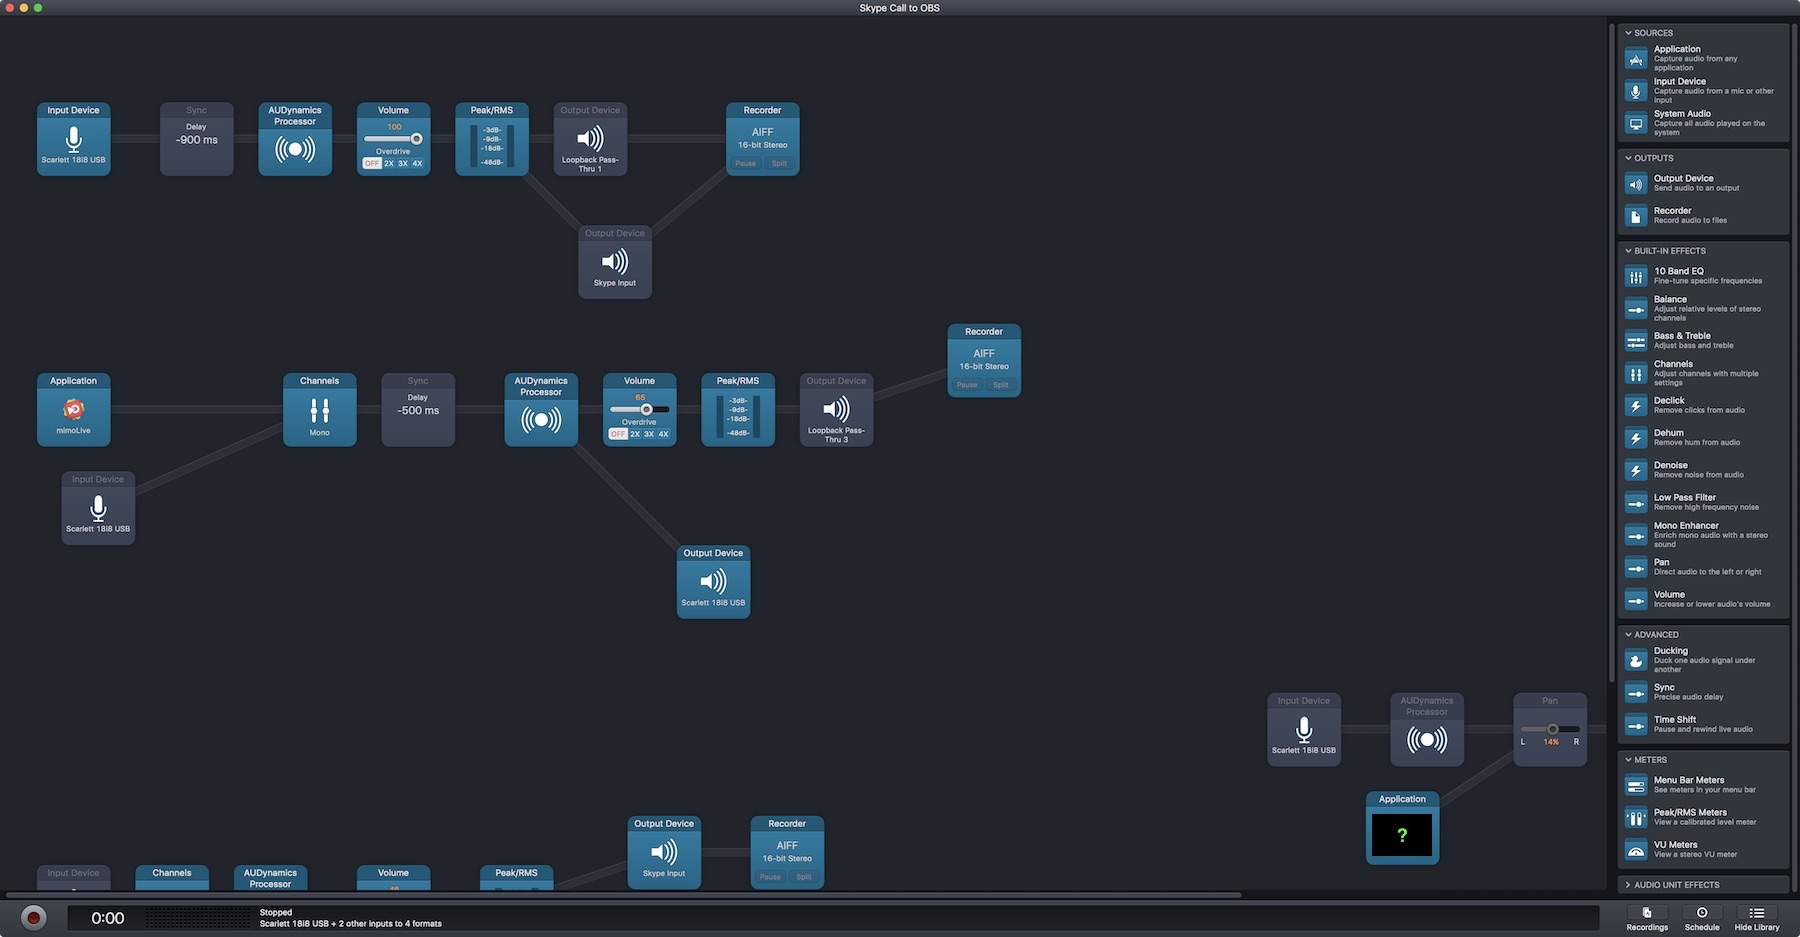 Skype Call to OBS
Input Device
Scarlett 18i8 USB
Sync
Delay
-900 ms
AUDynamics
Processor
Volume
100
Overdrive
OFF 2X 3X 4X
Peak/RMS
-3dB-
-9dB-
-18dB-
-48dB-
Output Device
Loopback Pass-
Thru 1
Recorder
AIFF
16-bit Stereo
Pause Split
Output Device
Skype Input
Recorder
AIFF
16-bit Stereo
Pause Split
Application
mimoLive
Channels
Mono
Sync
Delay
-500 ms
AUDynamics
Processor
Volume
65
Overdrive
OFF 2X 3X 4X
Peak/RMS
-3dB-
-9dB-
-18dB-
-48dB-
Output Device
Loopback Pass-
Thru 3
Input Device
Scarlett 18i8 USB
Output Device
Scarlett 18i8 USB
Input Device
Scarlett 18i8 USB
AUDynamics
Processor
Pan
L 14% R
Application
?
Output Device
Skype Input
Recorder
AIFF
16-bit Stereo
Pause Split
Input Device
Channels
AUDynamics
Processor
Volume
Peak/RMS
SOURCES
Application
Capture audio from any
application
Input Device
Capture audio from a mic or other
input
System Audio
Capture all audio played on the
system
OUTPUTS
Output Device
Send audio to an output
Recorder
Record audio to files
BUILT-IN EFFECTS
10 Band EQ
Fine-tune specific frequencies
Balance
Adjust relative levels of stereo
channels
Bass & Treble
Adjust bass and treble
Channels
Adjust channels with multiple
settings
Declick
Remove clicks from audio
Dehum
Remove hum from audio
Denoise
Remove noise from audio
Low Pass Filter
Remove high frequency noise
Mono Enhancer
Enrich mono audio with a stereo
sound
Pan
Direct audio to the left or right
Volume
Increase or lower audio's volume
ADVANCED
Ducking
Duck one audio signal under
another
Sync
Precise audio delay
Time Shift
Pause and rewind live audio
METERS
Menu Bar Meters
See meters in your menu bar
Peak/RMS Meters
View a calibrated level meter
VU Meters
View a stereo VU meter
AUDIO UNIT EFFECTS
0:00
Stopped
Scarlett 18i8 USB + 2 other inputs to 4 formats
Recordings
Schedule
Hide Library